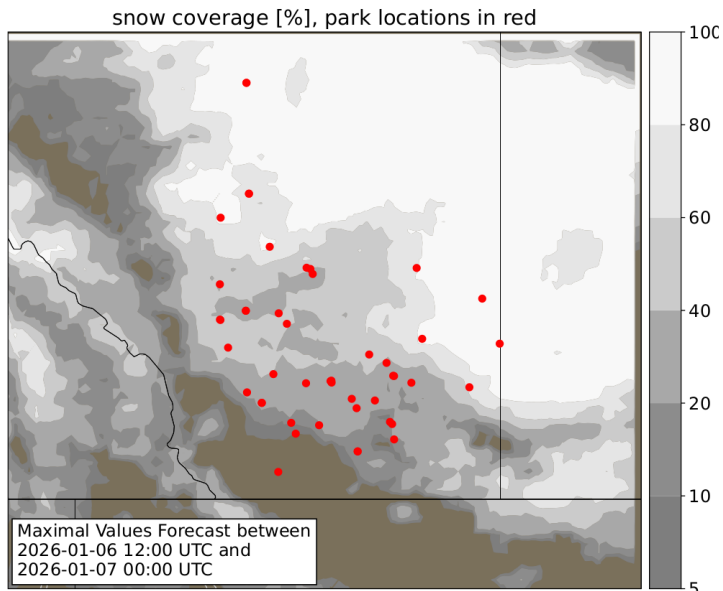 snow coverage [%], park locations in red
100
80
60
40
20
10
5
Maximal Values Forecast between
2026-01-06 12:00 UTC and
2026-01-07 00:00 UTC